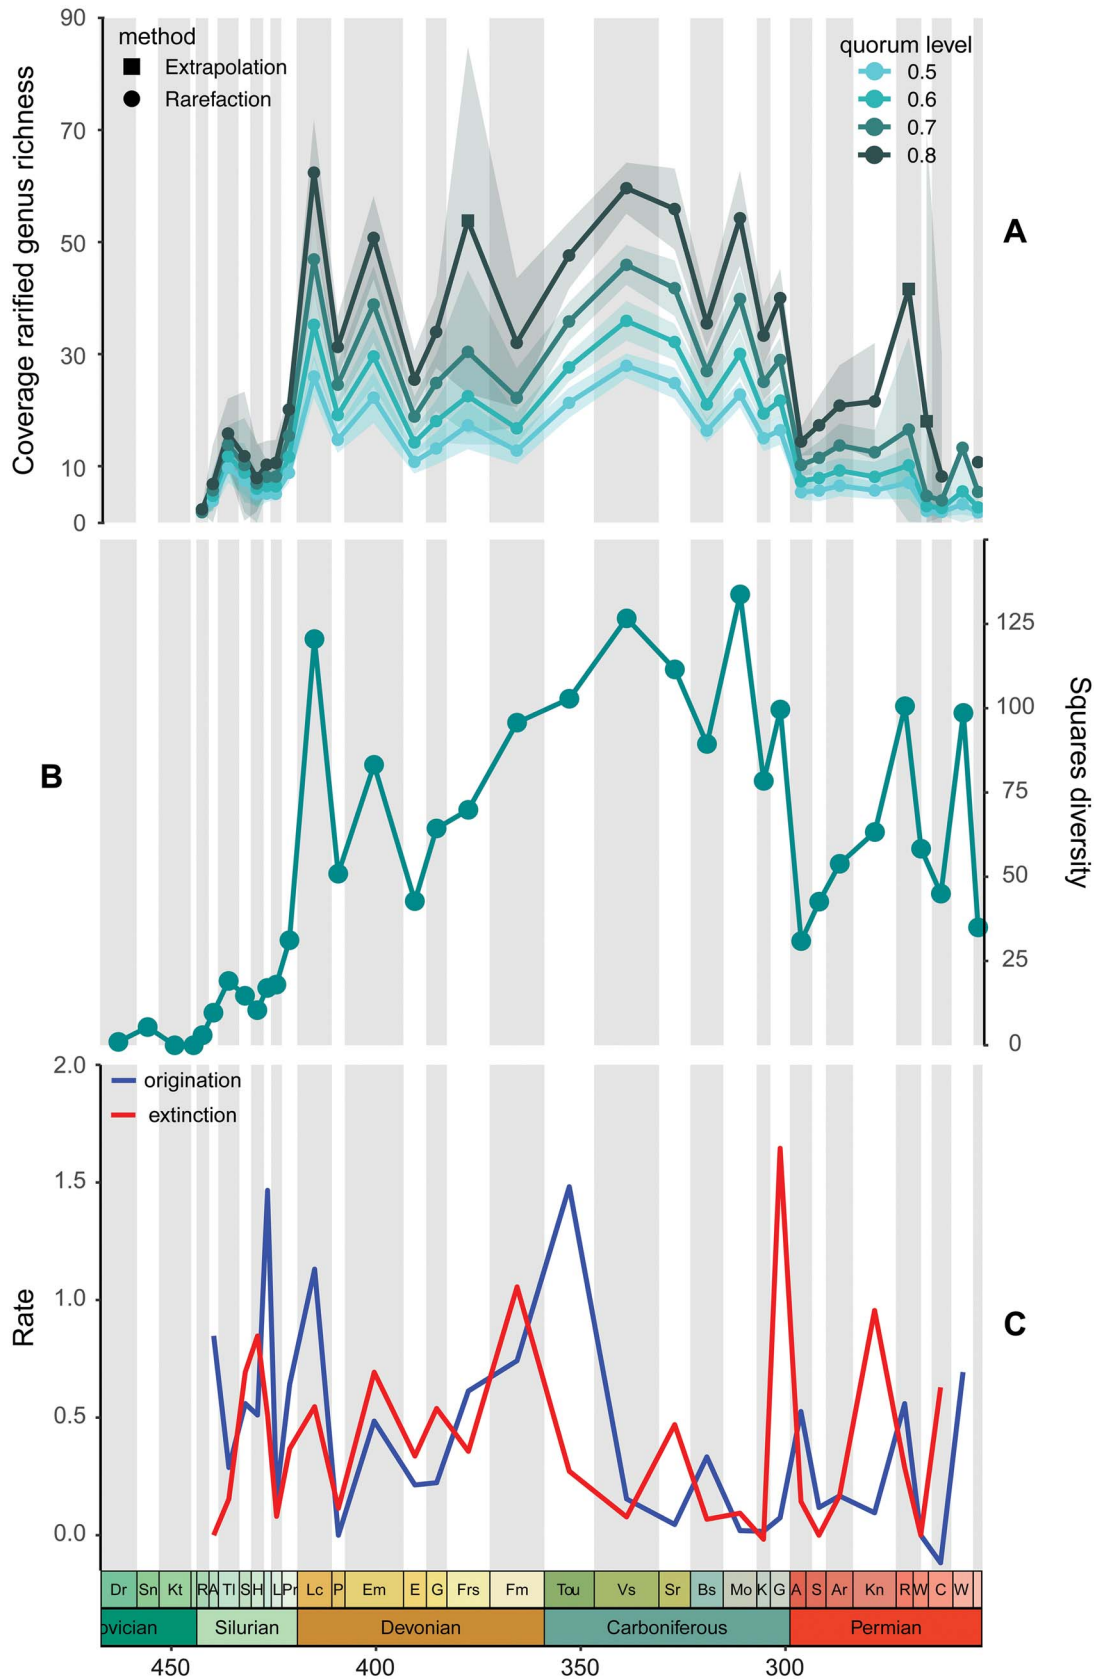 90
70
50
30
10
0
Coverage rarified genus richness
method
Extrapolation
Rarefaction
quorum level
0.5
0.6
0.7
0.8
A
B
125
100
75
50
25
0
Squares diversity
2.0
1.5
1.0
0.5
0.0
Rate
origination
extinction
C
Dr Sn Kt R A Tl S H L Pr Lc P Em E G Frs Fm Tou Vs Sr Bs Mo K G A S Ar Kn R W C W
ovician Silurian Devonian Carboniferous Permian
450 400 350 300